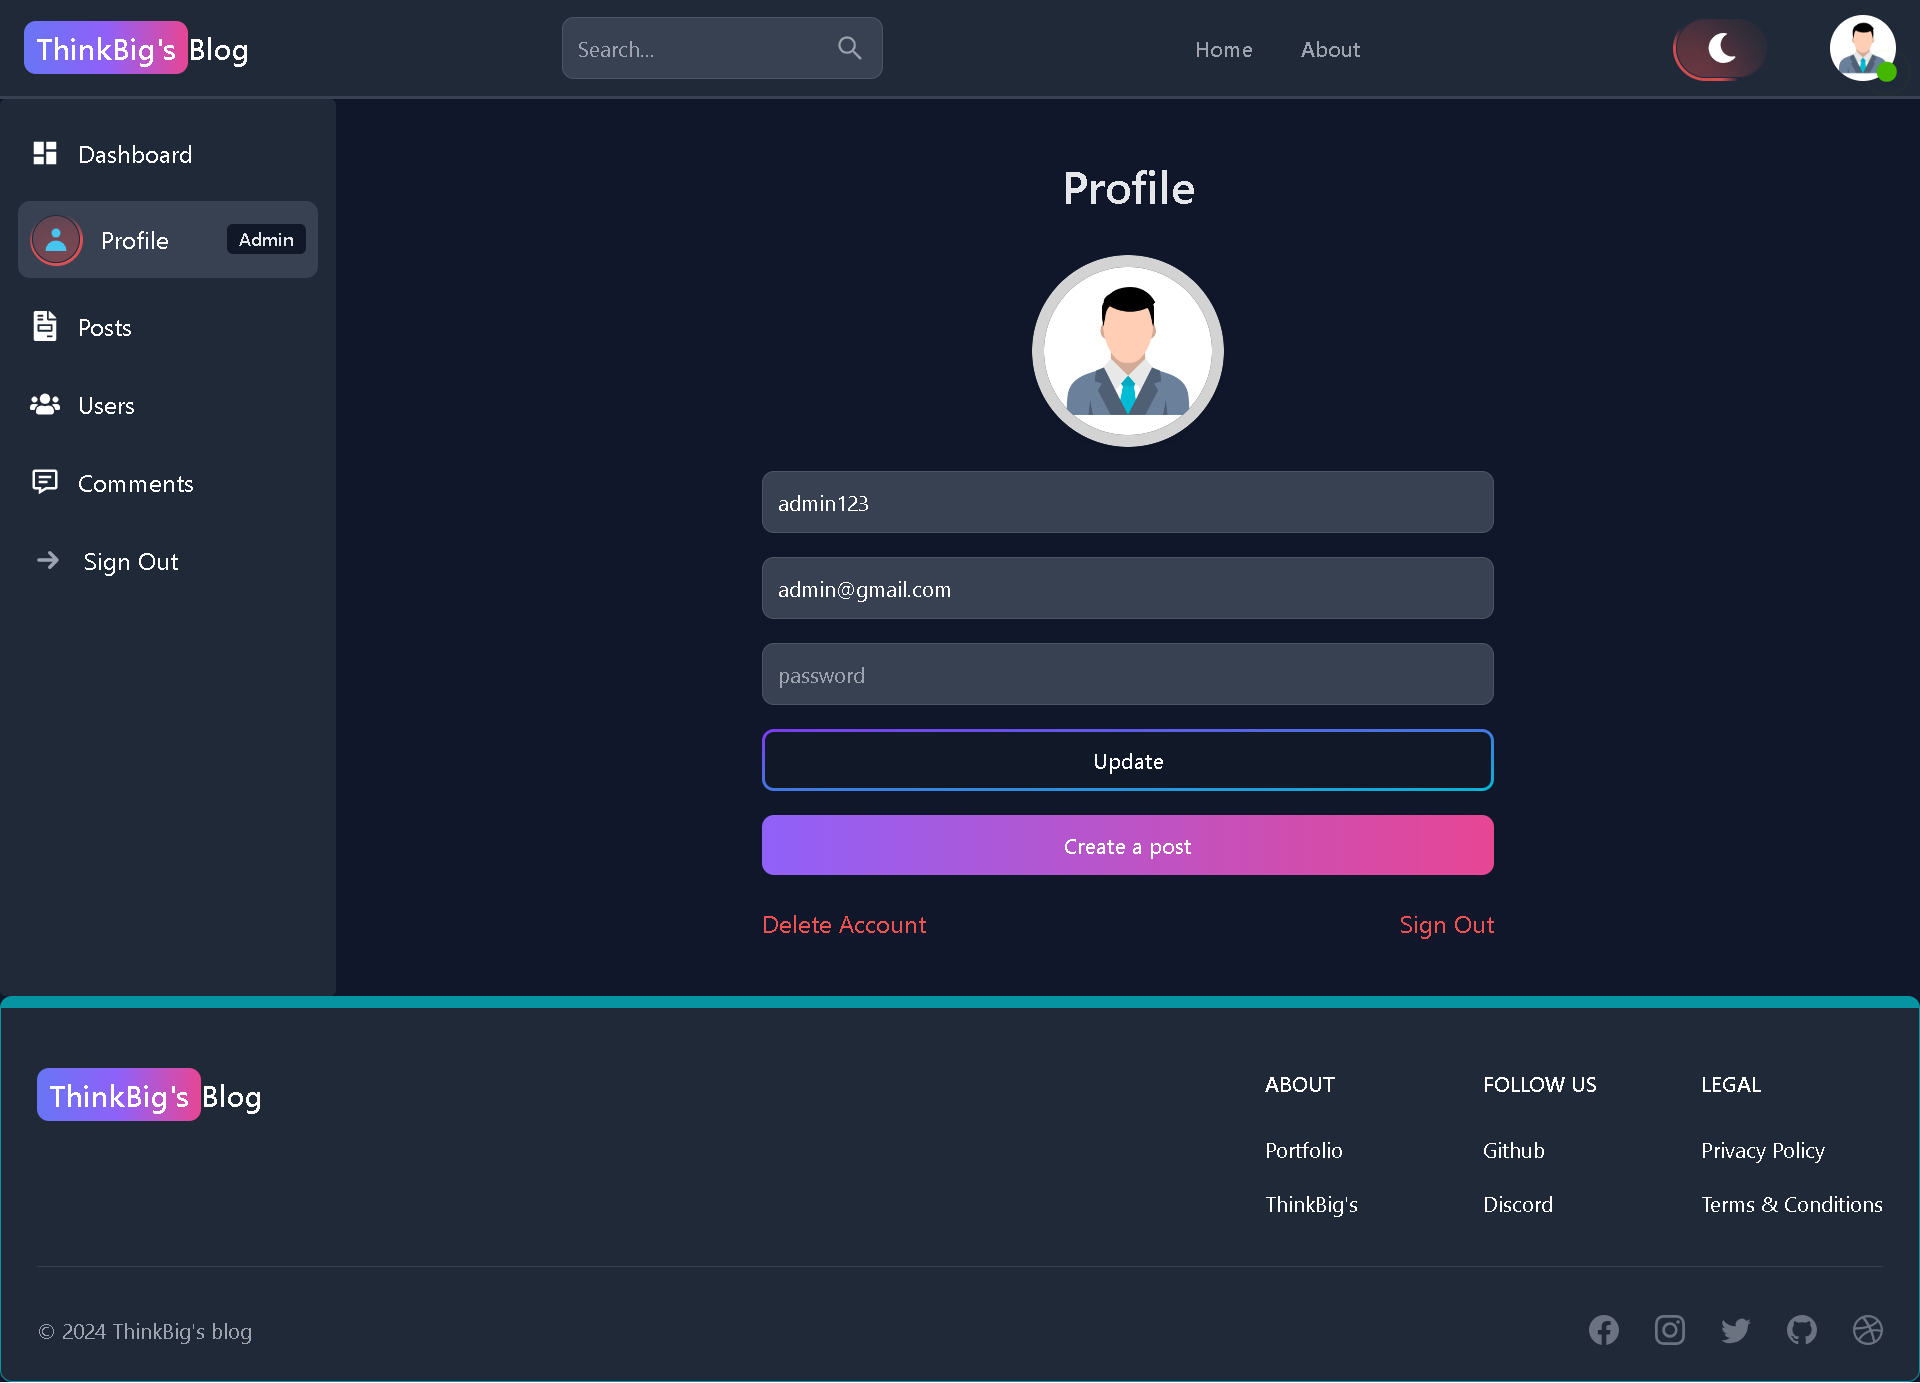 ThinkBig's Blog
Search...
Home
About
Dashboard
Profile
Admin
Posts
Users
Comments
Sign Out
Profile
admin123
admin@gmail.com
password
Update
Create a post
Delete Account
Sign Out
ThinkBig's Blog
ABOUT
Portfolio
ThinkBig's
FOLLOW US
Github
Discord
LEGAL
Privacy Policy
Terms & Conditions
© 2024 ThinkBig's blog